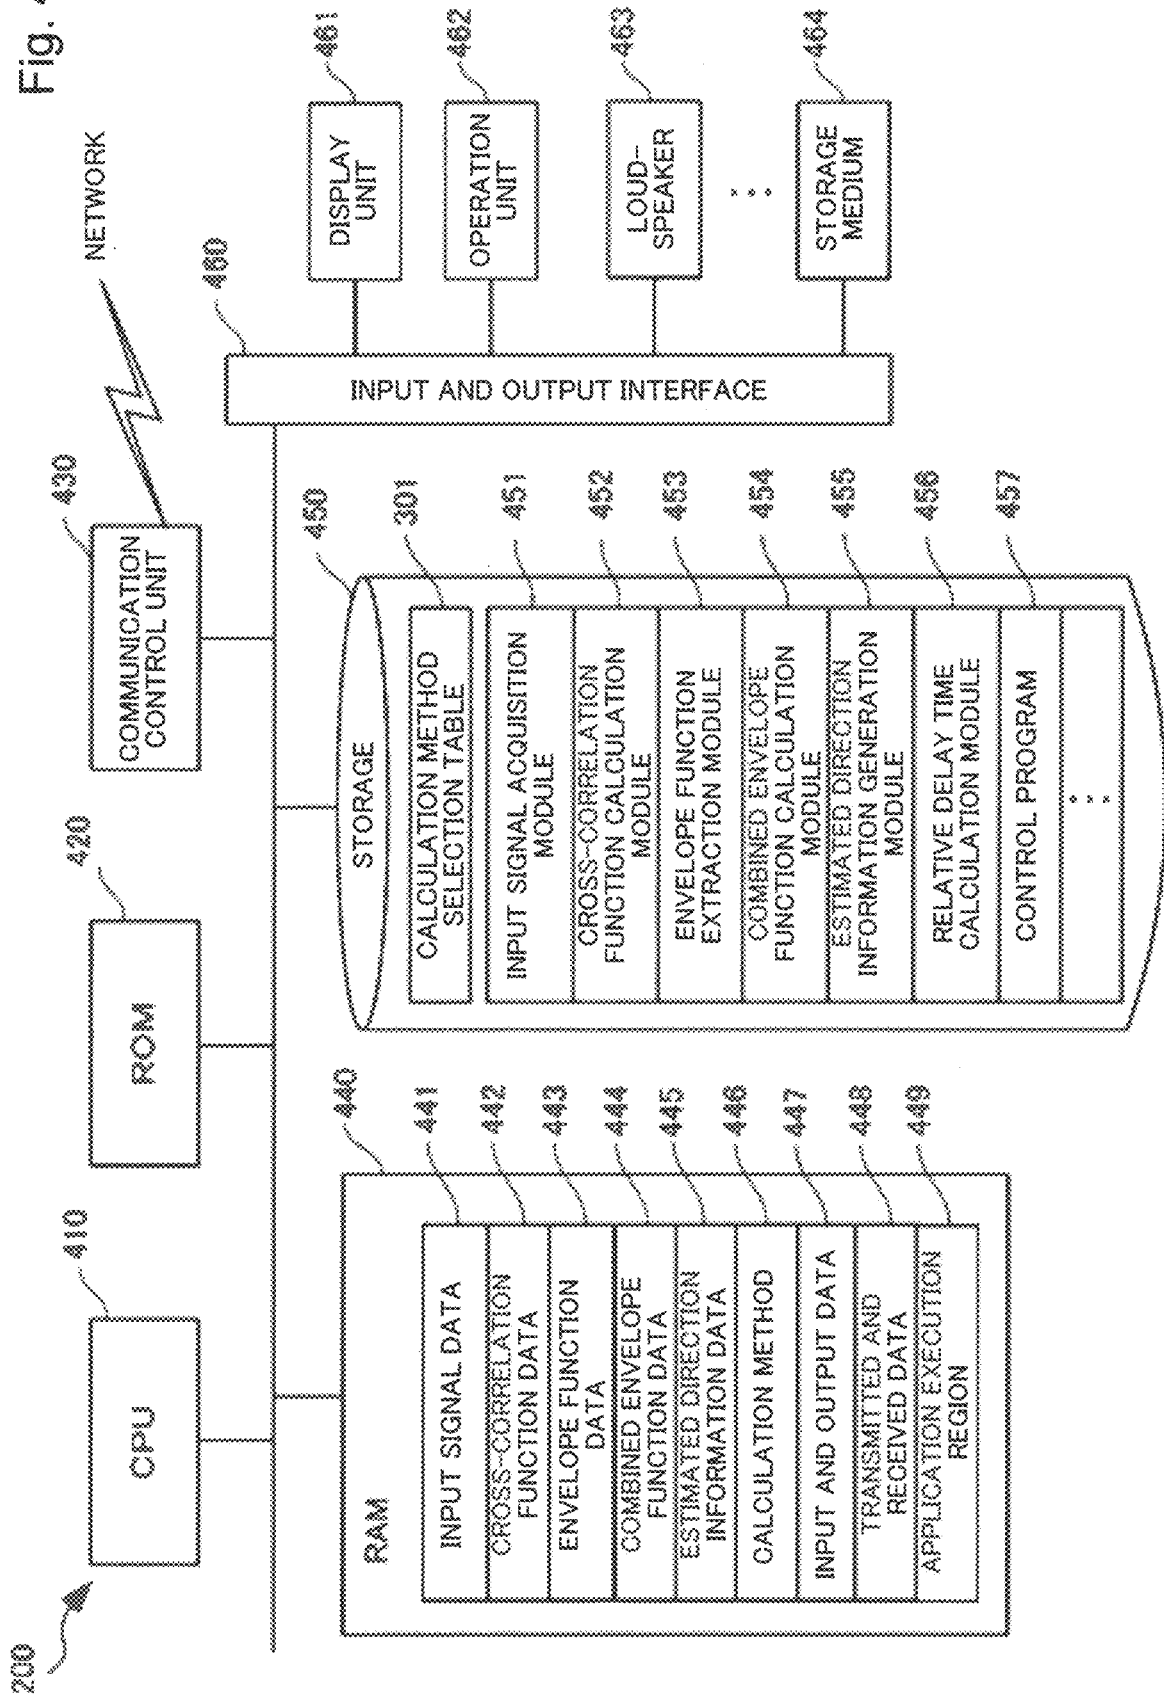 Fig. 4
200
CPU
410
ROM
420
COMMUNICATION
CONTROL UNIT
430
NETWORK
RAM
440
INPUT SIGNAL DATA
441
CROSS-CORRELATION
FUNCTION DATA
442
ENVELOPE FUNCTION
DATA
443
COMBINED ENVELOPE
FUNCTION DATA
444
ESTIMATED DIRECTION
INFORMATION DATA
445
CALCULATION METHOD
446
INPUT AND OUTPUT DATA
447
TRANSMITTED AND
RECEIVED DATA
448
APPLICATION EXECUTION
REGION
449
STORAGE
450
CALCULATION METHOD
SELECTION TABLE
301
INPUT SIGNAL ACQUISITION
MODULE
451
CROSS-CORRELATION
FUNCTION CALCULATION
MODULE
452
ENVELOPE FUNCTION
EXTRACTION MODULE
453
COMBINED ENVELOPE
FUNCTION CALCULATION
MODULE
454
ESTIMATED DIRECTION
INFORMATION GENERATION
MODULE
455
RELATIVE DELAY TIME
CALCULATION MODULE
456
CONTROL PROGRAM
457
INPUT AND OUTPUT INTERFACE
460
DISPLAY
UNIT
461
OPERATION
UNIT
462
LOUD-
SPEAKER
463
STORAGE
MEDIUM
464